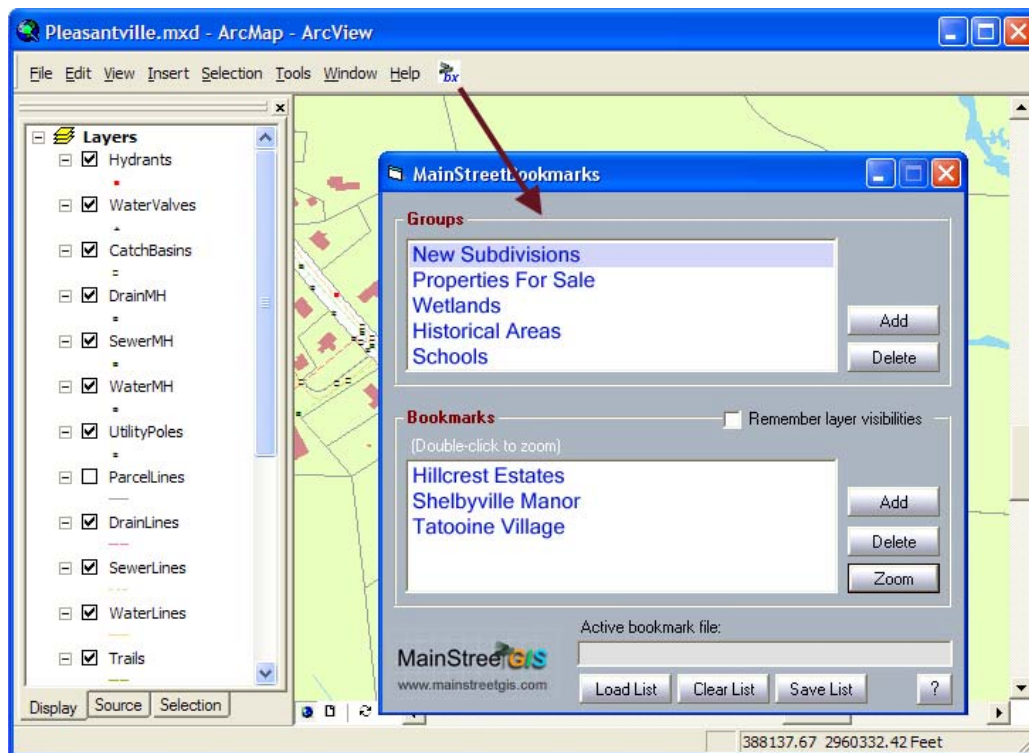 Pleasantville.mxd - ArcMap - ArcView
File Edit View Insert Selection Tools Window Help bx
Layers
Hydrants
WaterValves
CatchBasins
DrainMH
SewerMH
WaterMH
UtilityPoles
ParcelLines
DrainLines
SewerLines
WaterLines
Trails
Display Source Selection
MainStreetBookmarks
Groups
New Subdivisions
Properties For Sale
Wetlands
Historical Areas
Schools
Add
Delete
Bookmarks
Remember layer visibilities
(Double-click to zoom)
Hillcrest Estates
Shelbyville Manor
Tatooine Village
Add
Delete
Zoom
Active bookmark file:
MainStreetGIS
www.mainstreetgis.com
Load List Clear List Save List ?
388137.67 2960332.42 Feet